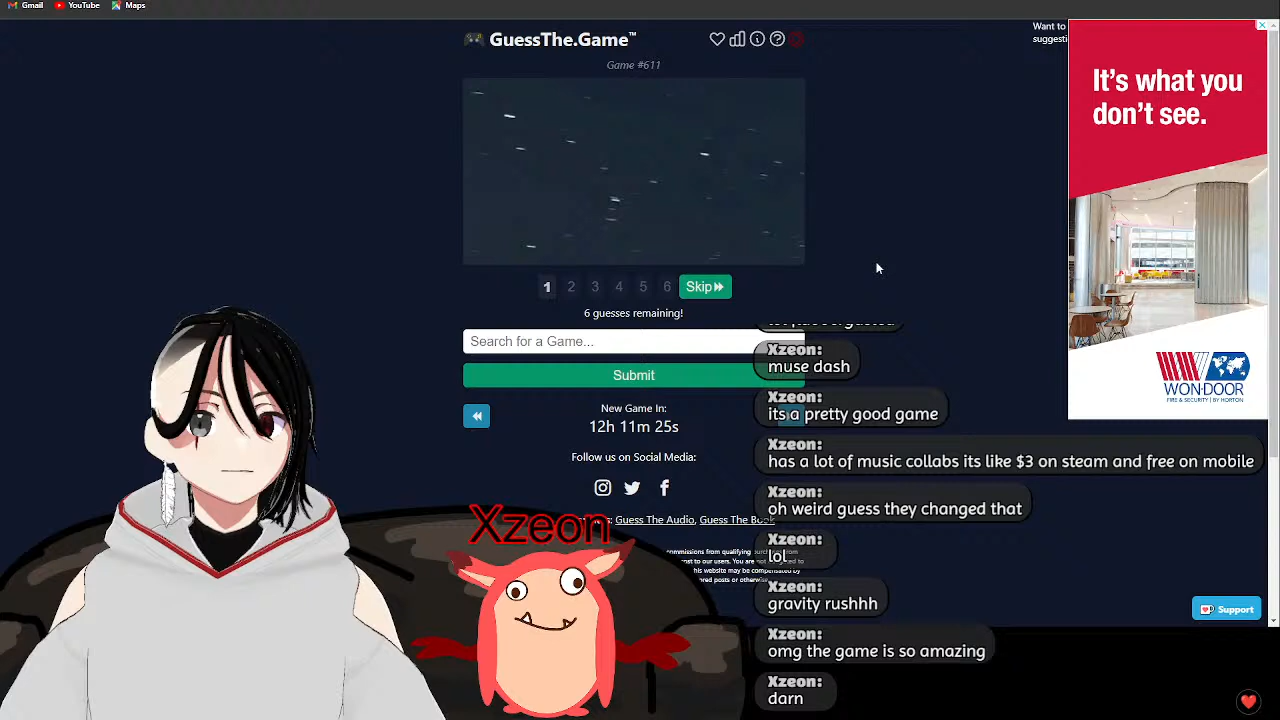 Gmail
YouTube
Maps
GuessThe.Game™
Game #611
Want to
suggesti
It's what you
don't see.
1 2 3 4 5 6 Skip
6 guesses remaining!
Search for a Game...
Submit
New Game In:
12h 11m 25s
Follow us on Social Media:
Guess The Audio, Guess The Book
WON-DOOR
FIRE & SECURITY | BY HORTON
Xzeon:
muse dash
Xzeon:
its a pretty good game
Xzeon:
has a lot of music collabs its like $3 on steam and free on mobile
Xzeon:
oh weird guess they changed that
Xzeon:
lol
Xzeon:
gravity rushhh
Xzeon:
omg the game is so amazing
Xzeon:
darn
Xzeon
Support